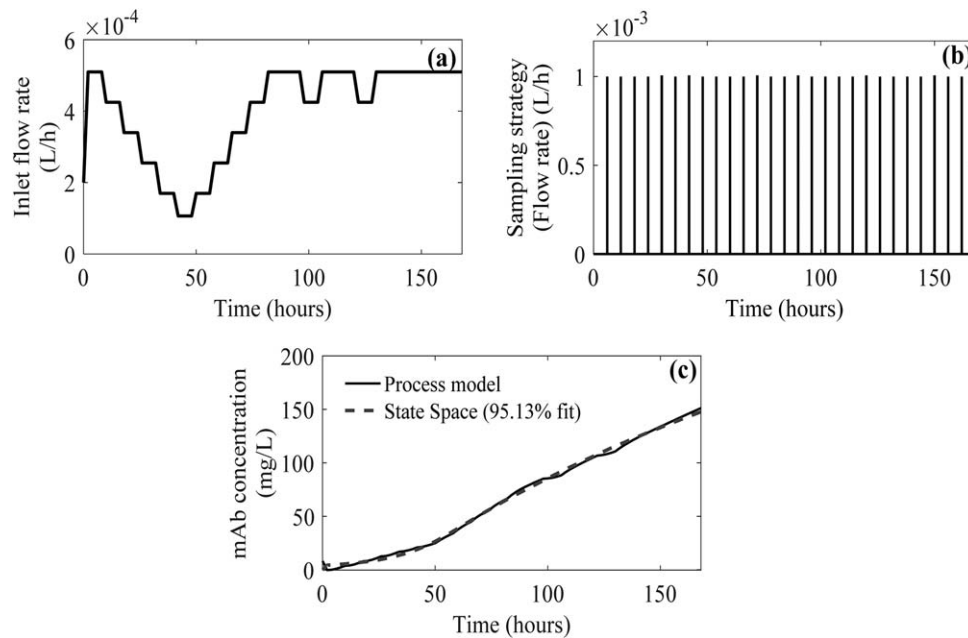 ×10⁻⁴
6
4
2
0
Inlet flow rate
(L/h)
(a)
0
50
100
150
Time (hours)
×10⁻³
1
0.5
0
Sampling strategy
(Flow rate) (L/h)
(b)
0
50
100
150
Time (hours)
200
150
100
50
0
mAb concentration
(mg/L)
(c)
Process model
State Space (95.13% fit)
0
50
100
150
Time (hours)